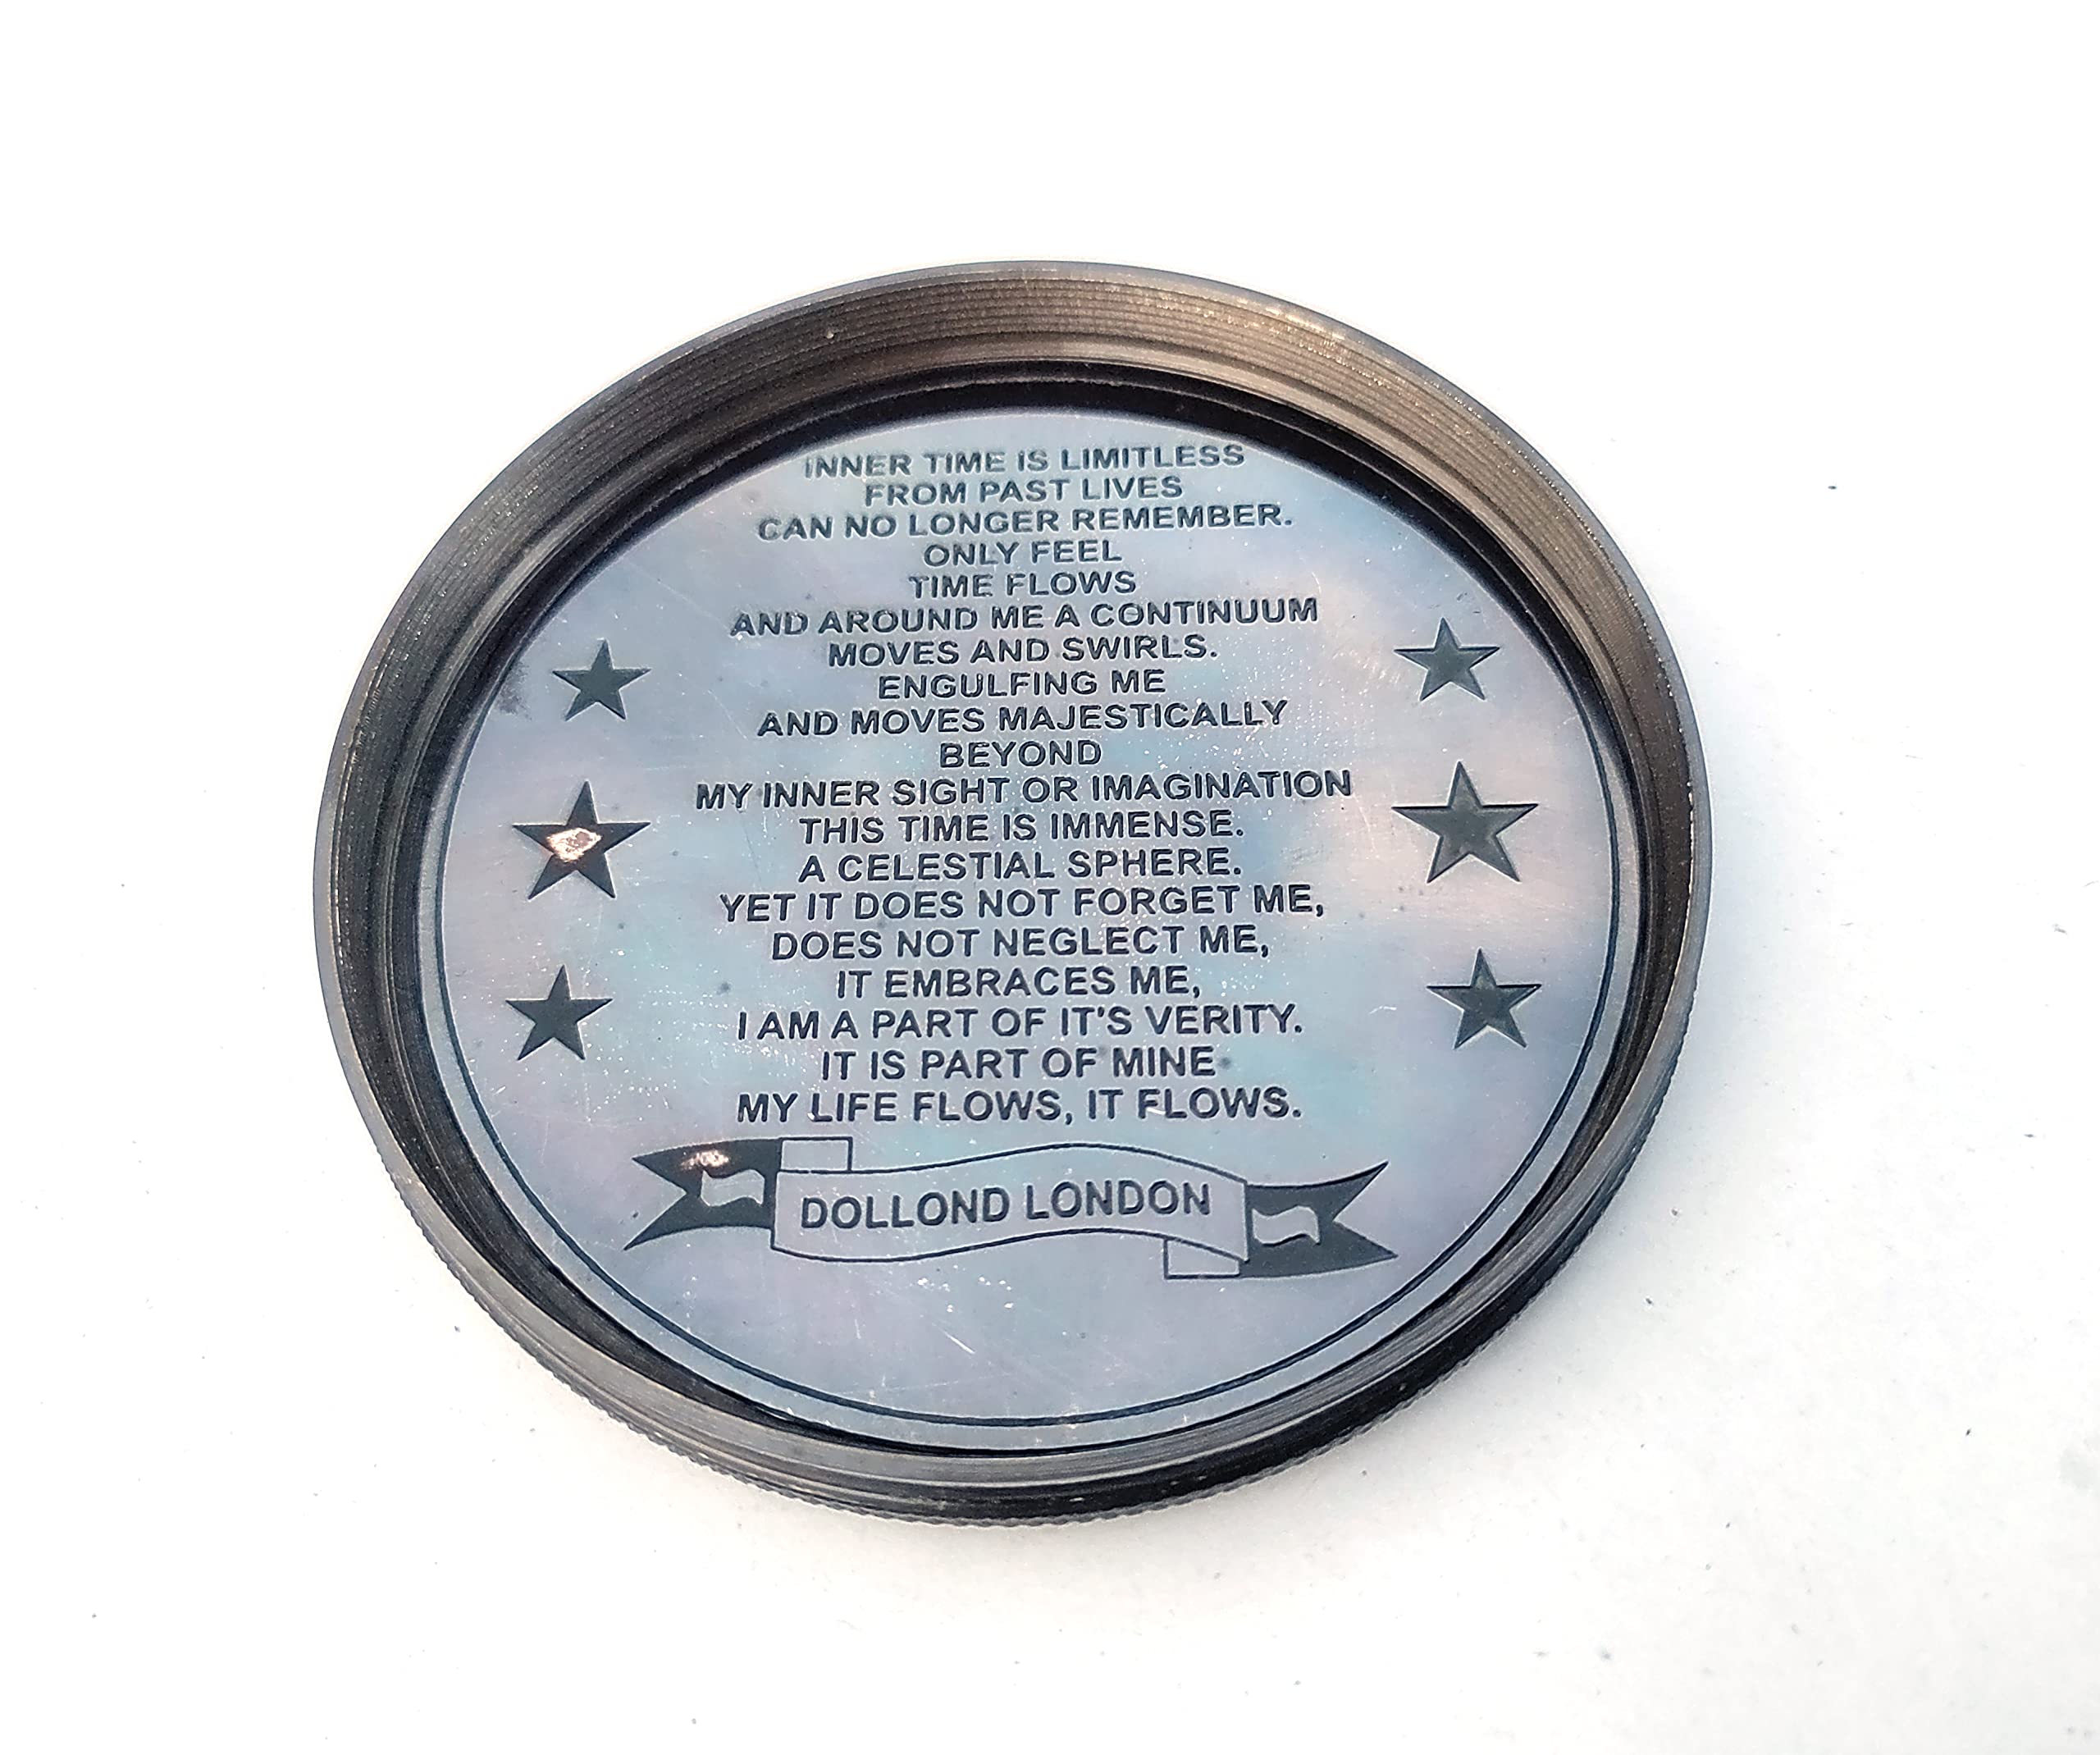 INNER TIME IS LIMITLESS
FROM PAST LIVES
CAN NO LONGER REMEMBER.
ONLY FEEL
TIME FLOWS
AND AROUND ME A CONTINUUM
MOVES AND SWIRLS.
ENGULFING ME
AND MOVES MAJESTICALLY
BEYOND
MY INNER SIGHT OR IMAGINATION
THIS TIME IS IMMENSE.
A CELESTIAL SPHERE.
YET IT DOES NOT FORGET ME,
DOES NOT NEGLECT ME,
IT EMBRACES ME,
I AM A PART OF IT'S VERITY.
IT IS PART OF MINE
MY LIFE FLOWS, IT FLOWS.
DOLLOND LONDON